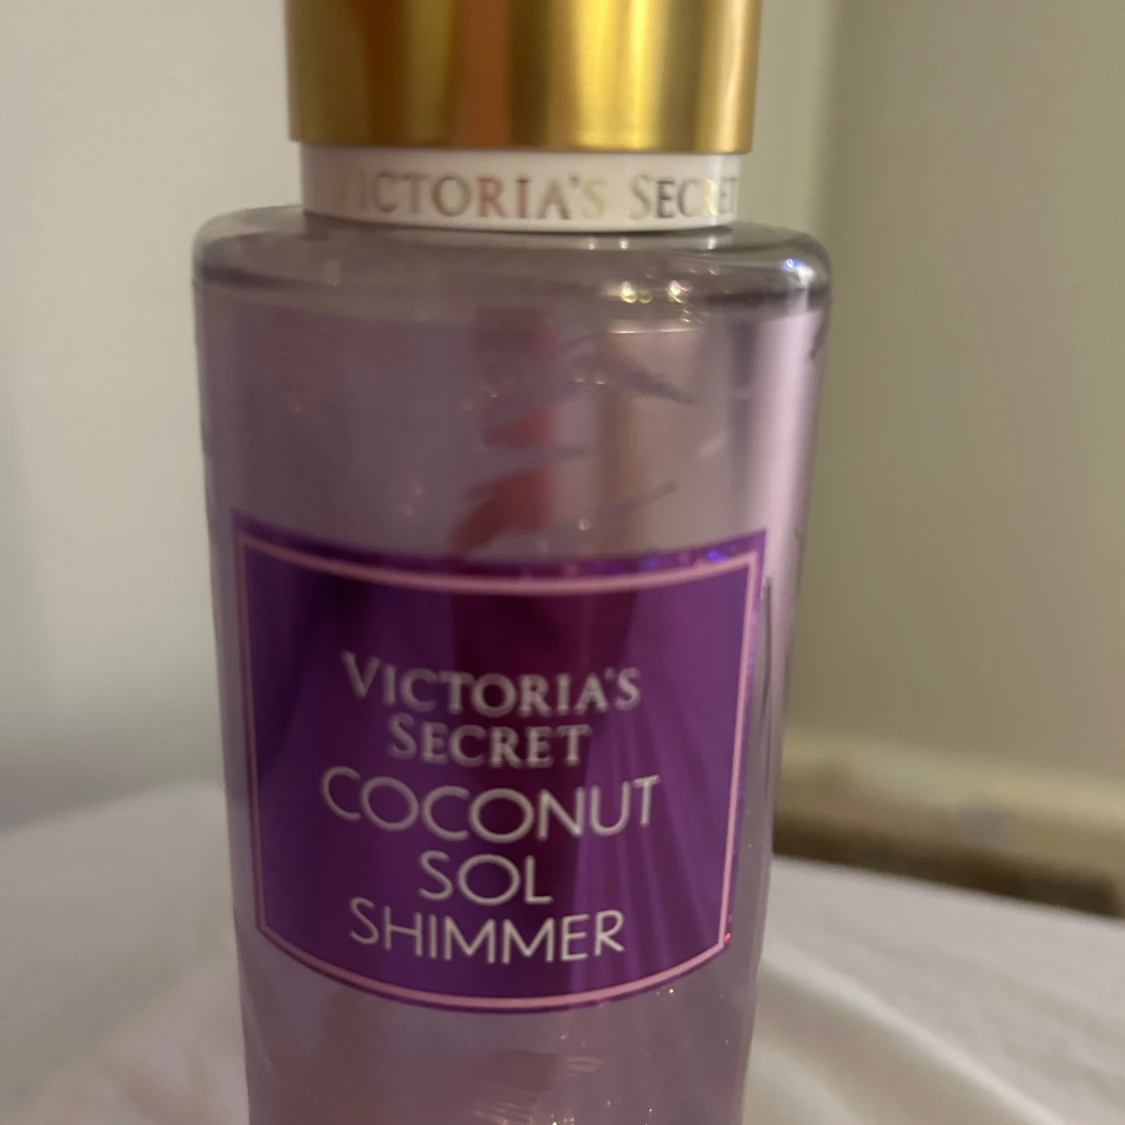 VICTORIA'S SECRET
VICTORIA'S
SECRET
COCONUT
SOL
SHIMMER